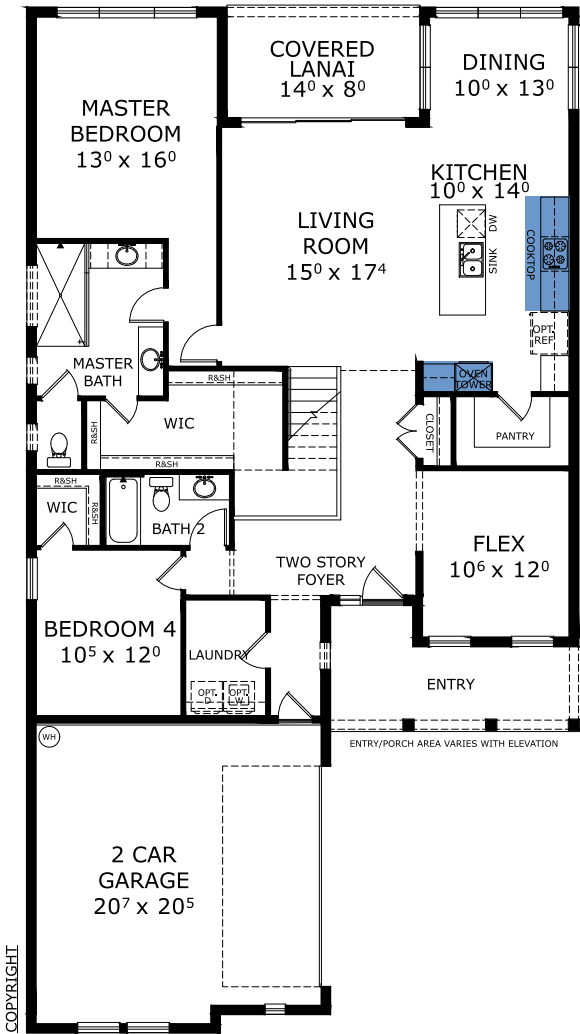 COVERED
LANAI
14⁰ x 8⁰
DINING
10⁰ x 13⁰
MASTER
BEDROOM
13⁰ x 16⁰
KITCHEN
10⁰ x 14⁰
LIVING
ROOM
15⁰ x 17⁴
DW
SINK
COOKTOP
OPT.
REF
OVEN
TOWER
MASTER
BATH
R&SH
WIC
R&SH
R&SH
CLOSET
PANTRY
R&SH
WIC
R&SH
BATH 2
FLEX
10⁶ x 12⁰
TWO STORY
FOYER
BEDROOM 4
10⁵ x 12⁰
LAUNDRY
OPT.
D
OPT.
W
ENTRY
ENTRY/PORCH AREA VARIES WITH ELEVATION
WH
2 CAR
GARAGE
20⁷ x 20⁵
COPYRIGHT